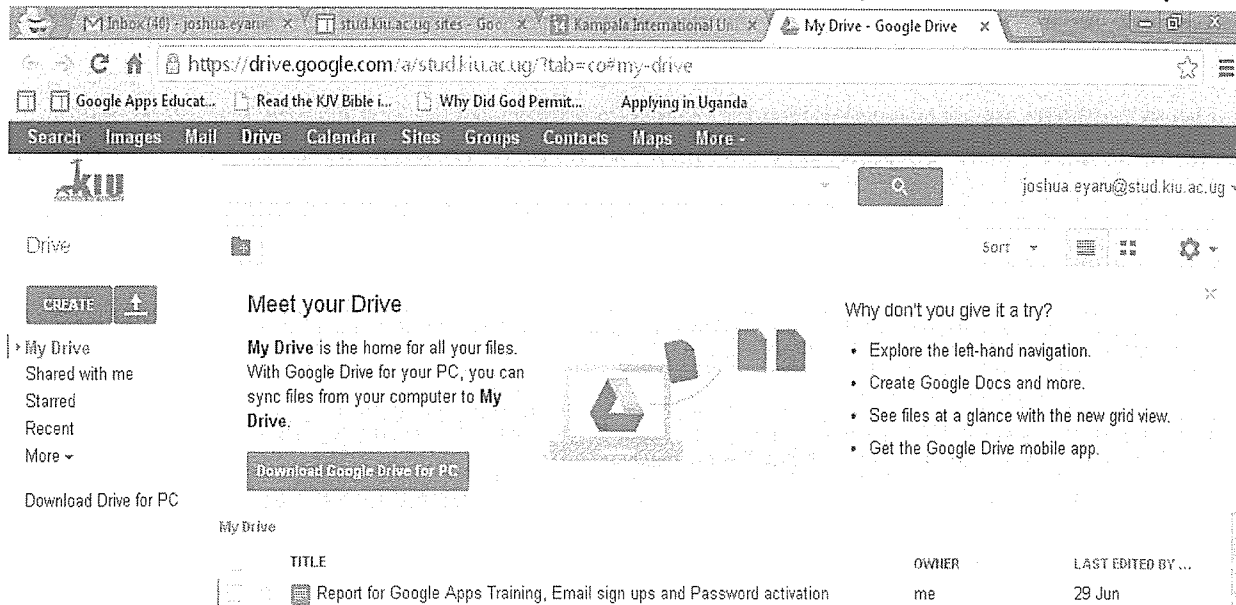 Inbox (40) - joshua.eyaru
stud.kiu.ac.ug sites - Goo
Kampala International Un
My Drive - Google Drive
https://drive.google.com/a/stud.kiu.ac.ug/?tab=co#my-drive
Google Apps Educat... Read the KJV Bible i... Why Did God Permit... Applying in Uganda
Search Images Mail Drive Calendar Sites Groups Contacts Maps More
KIU
joshua.eyaru@stud.kiu.ac.ug
Drive
Sort
CREATE
My Drive
Shared with me
Starred
Recent
More
Download Drive for PC
Meet your Drive
My Drive is the home for all your files.
With Google Drive for your PC, you can
sync files from your computer to My
Drive.
Download Google Drive for PC
Why don't you give it a try?
• Explore the left-hand navigation.
• Create Google Docs and more.
• See files at a glance with the new grid view.
• Get the Google Drive mobile app.
My Drive
TITLE OWNER LAST EDITED BY ...
Report for Google Apps Training, Email sign ups and Password activation me 29 Jun